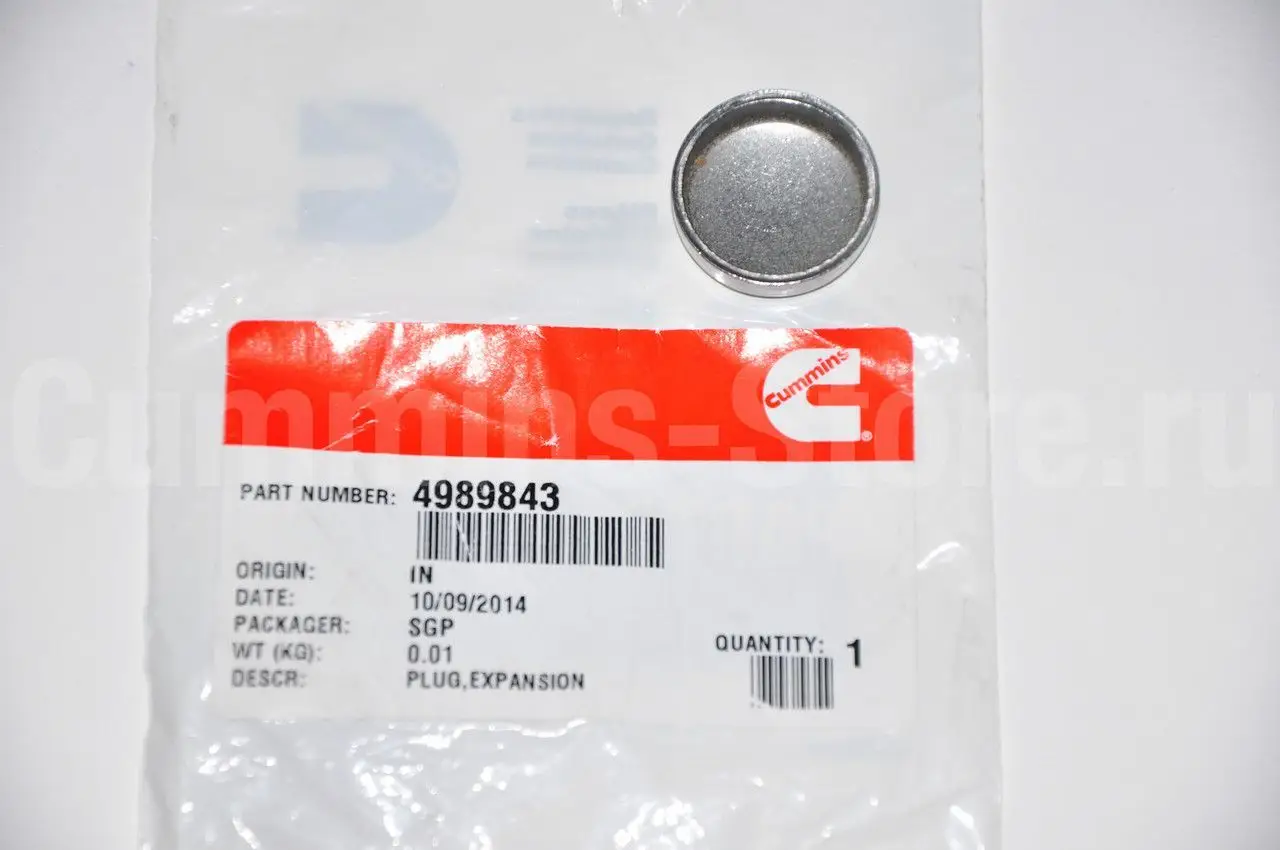 Cummins
®
Cummins-Store.ru
PART NUMBER: 4989843
ORIGIN: IN
DATE: 10/09/2014
PACKAGER: SGP
WT (KG): 0.01
DESCR: PLUG,EXPANSION
QUANTITY: 1